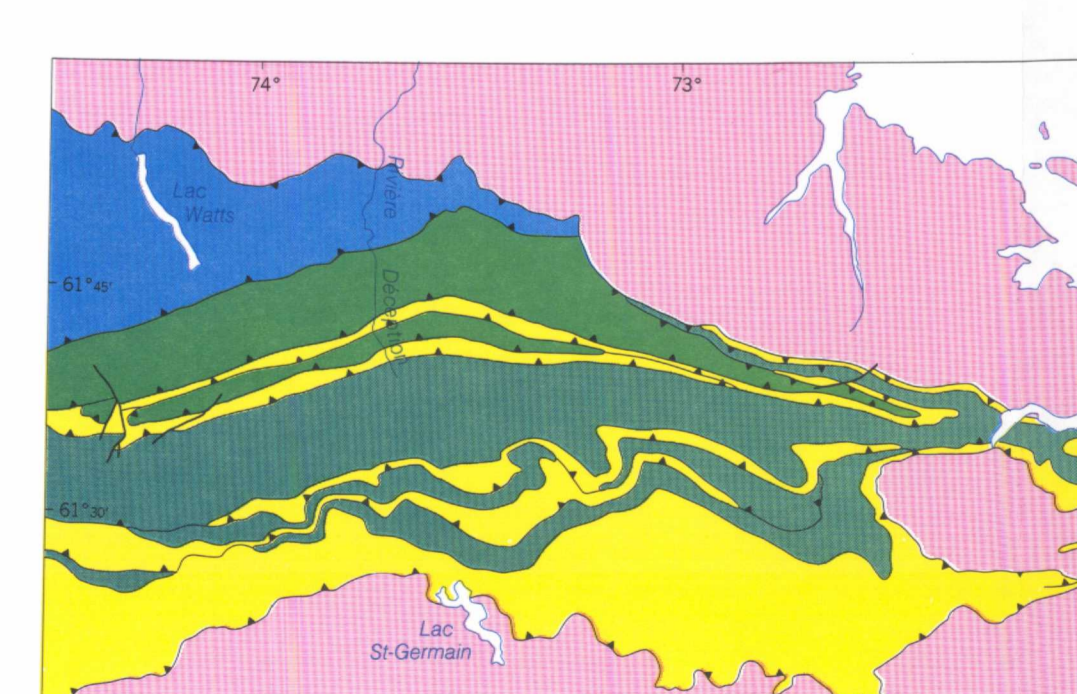 74°
73°
Lac
Watts
Rivière
Déception
61°45'
61°30'
Lac
St-Germain